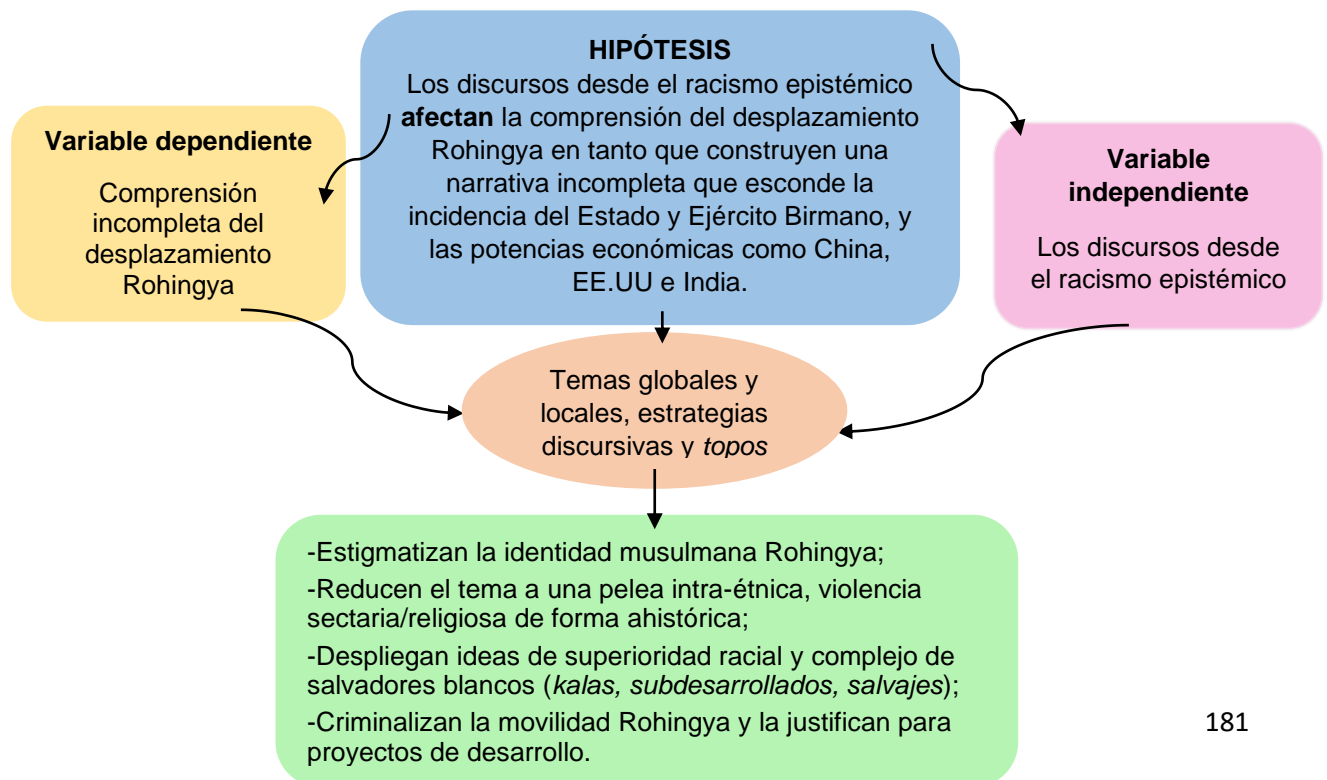 HIPÓTESIS
Los discursos desde el racismo epistémico
afectan la comprensión del desplazamiento
Rohingya en tanto que construyen una
narrativa incompleta que esconde la
incidencia del Estado y Ejército Birmano, y
las potencias económicas como China,
EE.UU e India.
Variable dependiente
Comprensión
incompleta del
desplazamiento
Rohingya
Variable
independiente
Los discursos desde
el racismo epistémico
Temas globales y
locales, estrategias
discursivas y topos
-Estigmatizan la identidad musulmana Rohingya;
-Reducen el tema a una pelea intra-étnica, violencia
sectaria/religiosa de forma ahistórica;
-Despliegan ideas de superioridad racial y complejo de
salvadores blancos (kalas, subdesarrollados, salvajes);
-Criminalizan la movilidad Rohingya y la justifican para
proyectos de desarrollo.
181